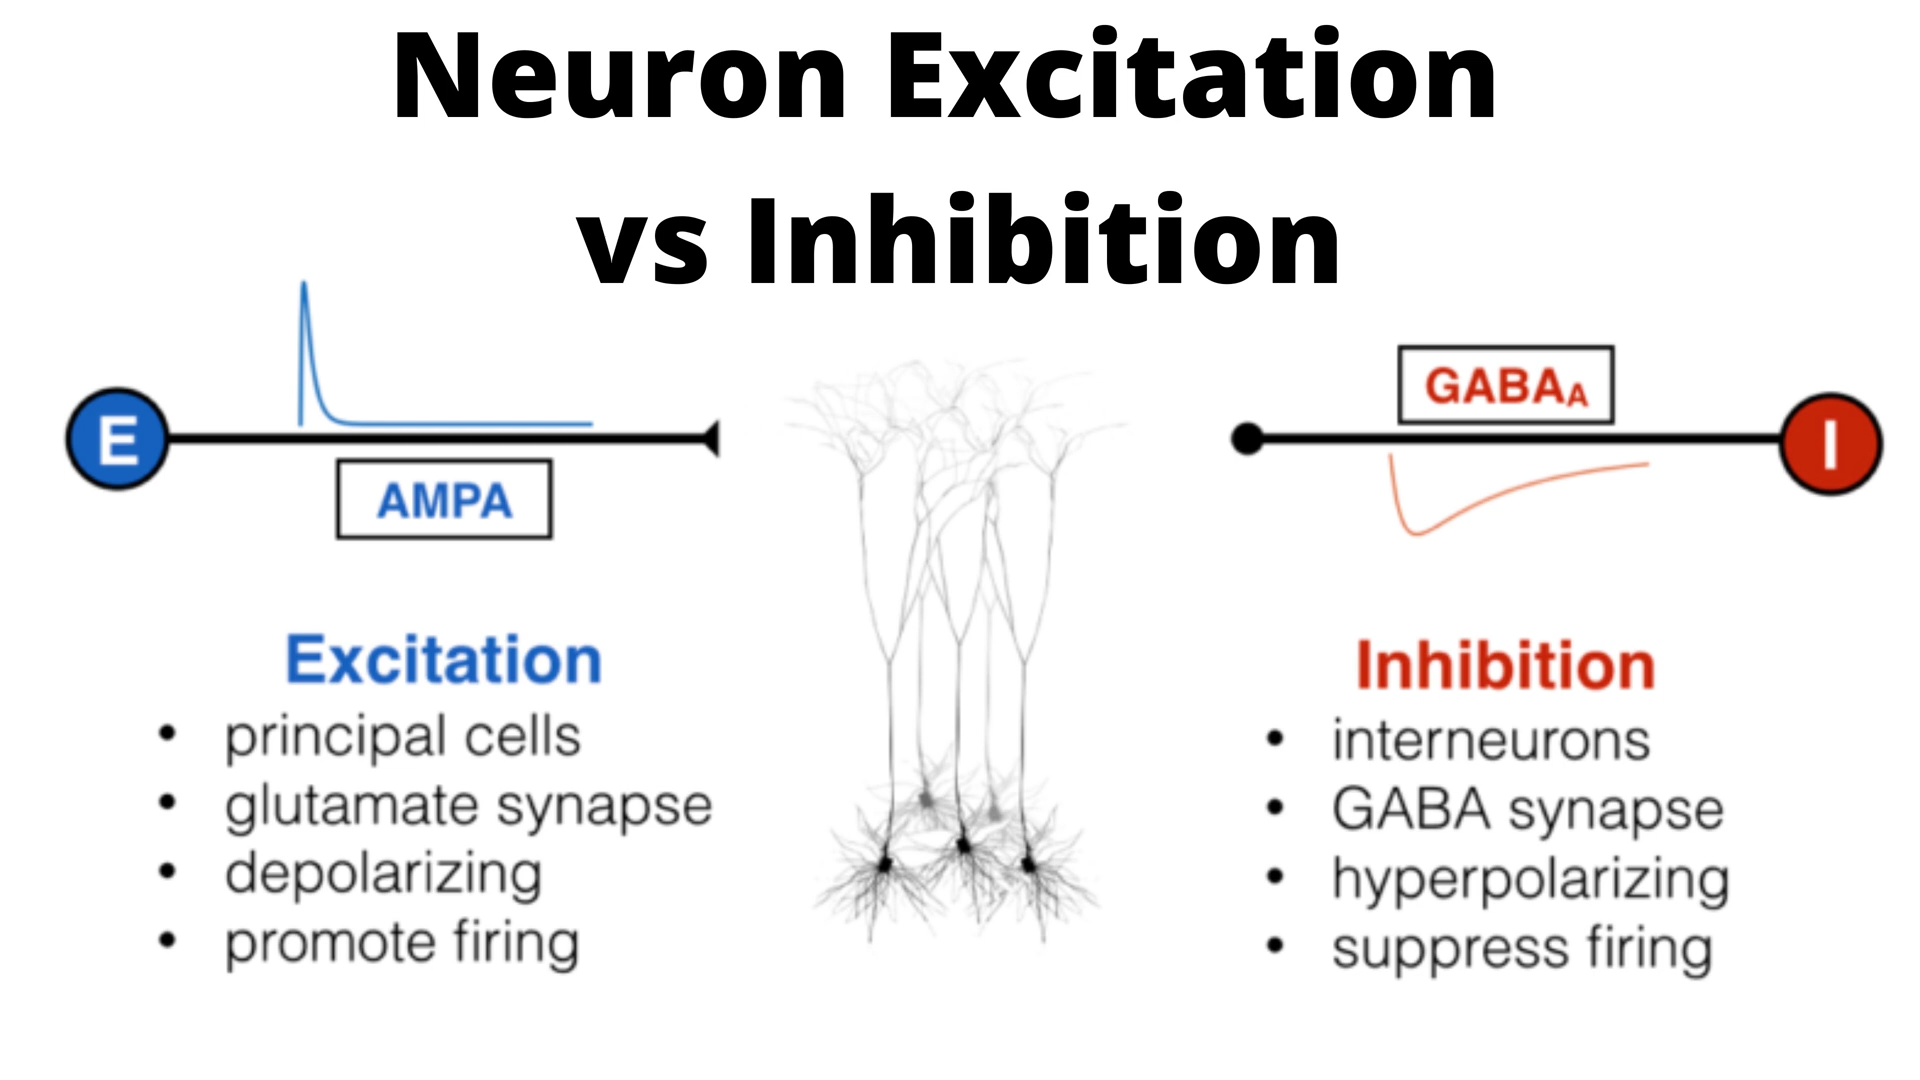 Neuron Excitation
vs Inhibition
E
AMPA
GABAA
I
Excitation
• principal cells
• glutamate synapse
• depolarizing
• promote firing
Inhibition
• interneurons
• GABA synapse
• hyperpolarizing
• suppress firing